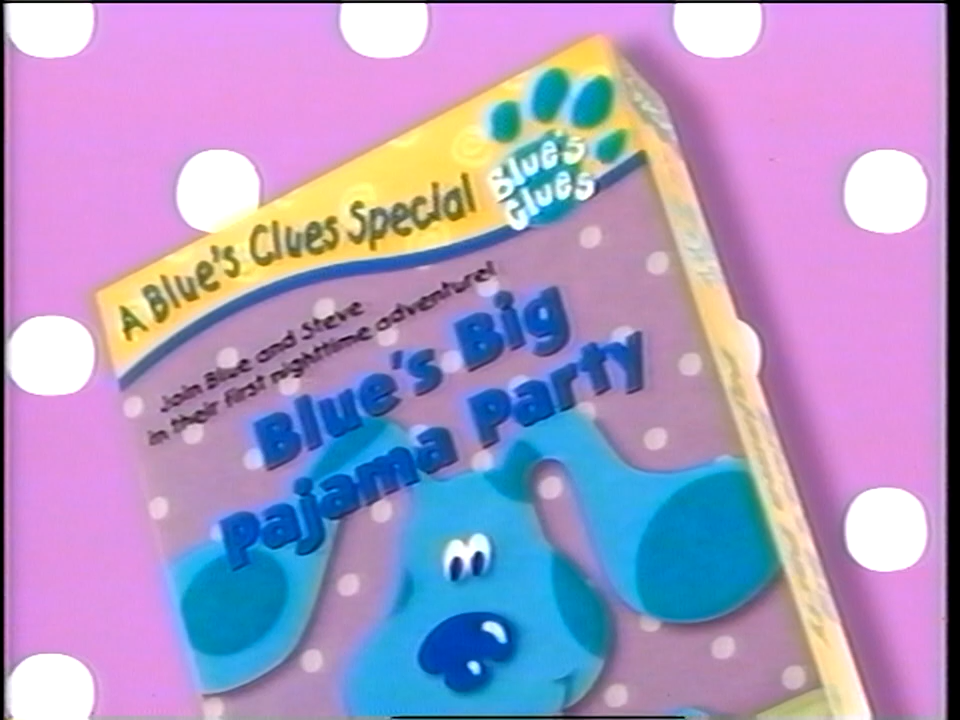 A Blue's Clues Special
Blue's
Clues
Join Blue and Steve
in their first nighttime adventure!
Blue's Big
Pajama Party